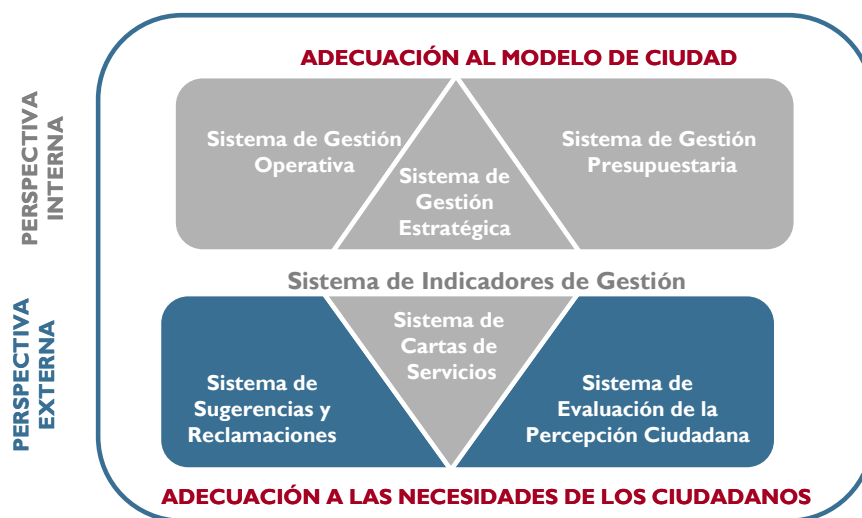 ADECUACIÓN AL MODELO DE CIUDAD
PERSPECTIVA
INTERNA
Sistema de Gestión
Operativa
Sistema de
Gestión
Estratégica
Sistema de Gestión
Presupuestaria
Sistema de Indicadores de Gestión
PERSPECTIVA
EXTERNA
Sistema de
Sugerencias y
Reclamaciones
Sistema de
Cartas de
Servicios
Sistema de
Evaluación de la
Percepción Ciudadana
ADECUACIÓN A LAS NECESIDADES DE LOS CIUDADANOS